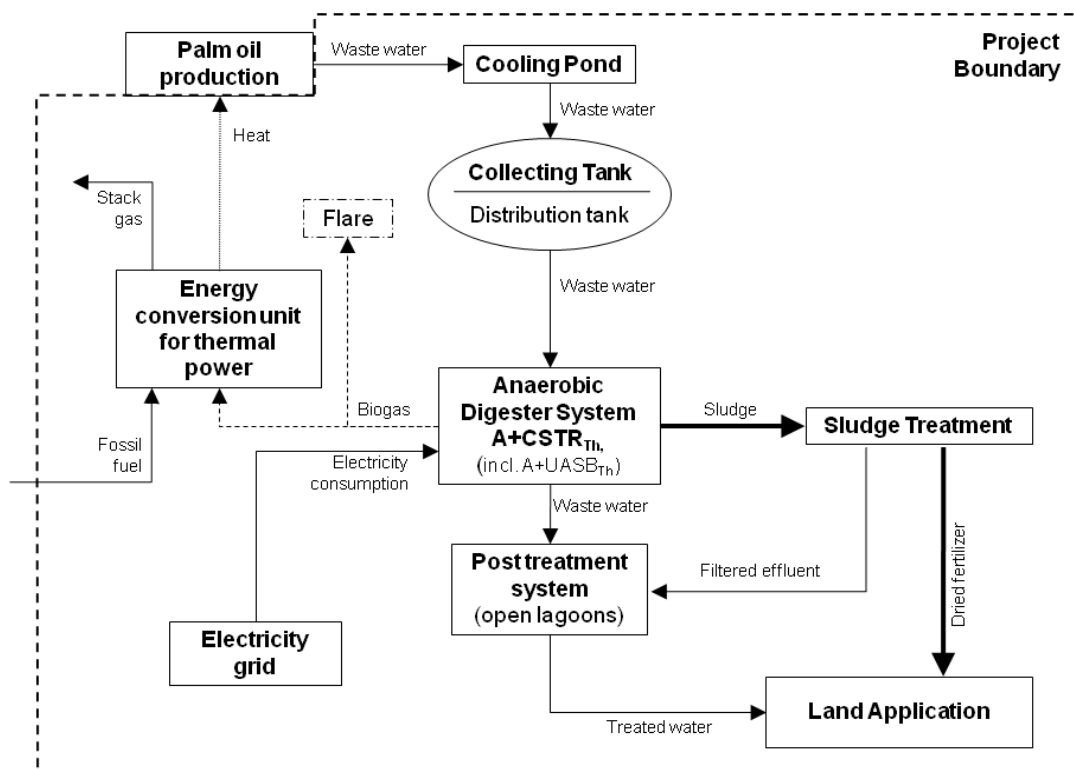 Palm oil
production
Waste water
Cooling Pond
Project
Boundary
Waste water
Heat
Collecting Tank
Distribution tank
Stack
gas
Flare
Waste water
Energy
conversion unit
for thermal
power
Anaerobic
Digester System
A+CSTRTh,
(incl. A+UASBTh)
Biogas
Sludge
Sludge Treatment
Fossil
fuel
Electricity
consumption
Waste water
Post treatment
system
(open lagoons)
Filtered effluent
Dried fertilizer
Electricity
grid
Land Application
Treated water